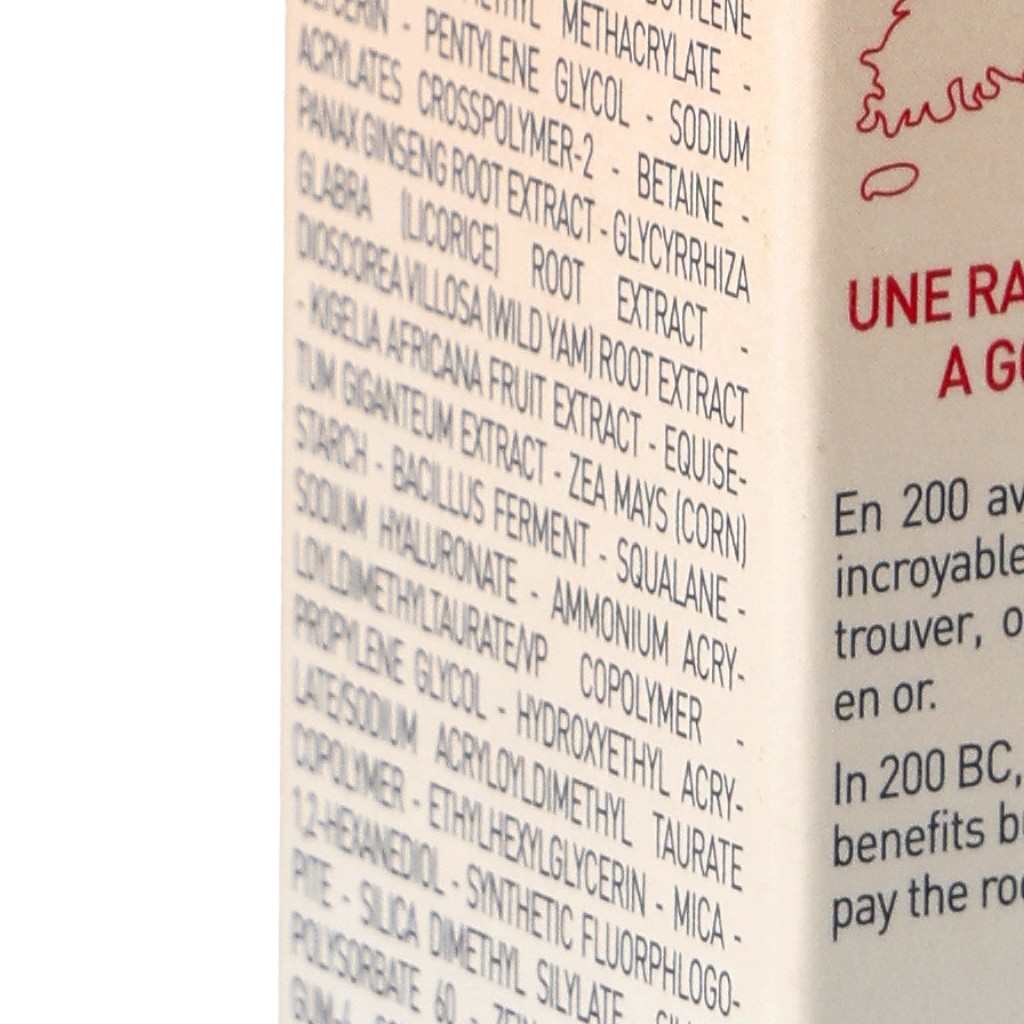 METHACRYLATE -
- PENTYLENE GLYCOL - SODIUM
ACRYLATES CROSSPOLYMER-2 - BETAINE -
PANAX GINSENG ROOT EXTRACT - GLYCYRRHIZA
GLABRA (LICORICE) ROOT EXTRACT -
DIOSCOREA VILLOSA (WILD YAM) ROOT EXTRACT
- KIGELIA AFRICANA FRUIT EXTRACT - EQUISE-
TUM GIGANTEUM EXTRACT - ZEA MAYS (CORN)
STARCH - BACILLUS FERMENT - SQUALANE -
SODIUM HYALURONATE - AMMONIUM ACRY-
LOYLDIMETHYLTAURATE/VP COPOLYMER -
PROPYLENE GLYCOL - HYDROXYETHYL ACRY-
LATE/SODIUM ACRYLOYLDIMETHYL TAURATE
COPOLYMER - ETHYLHEXYLGLYCERIN - MICA -
1,2-HEXANEDIOL - SYNTHETIC FLUORPHLOGO-
PITE - SILICA DIMETHYL SILYLATE
POLYSORBATE 60 -
UNE RA
A GO
En 200 av
incroyable
trouver, o
en or.
In 200 BC,
benefits b
pay the ro